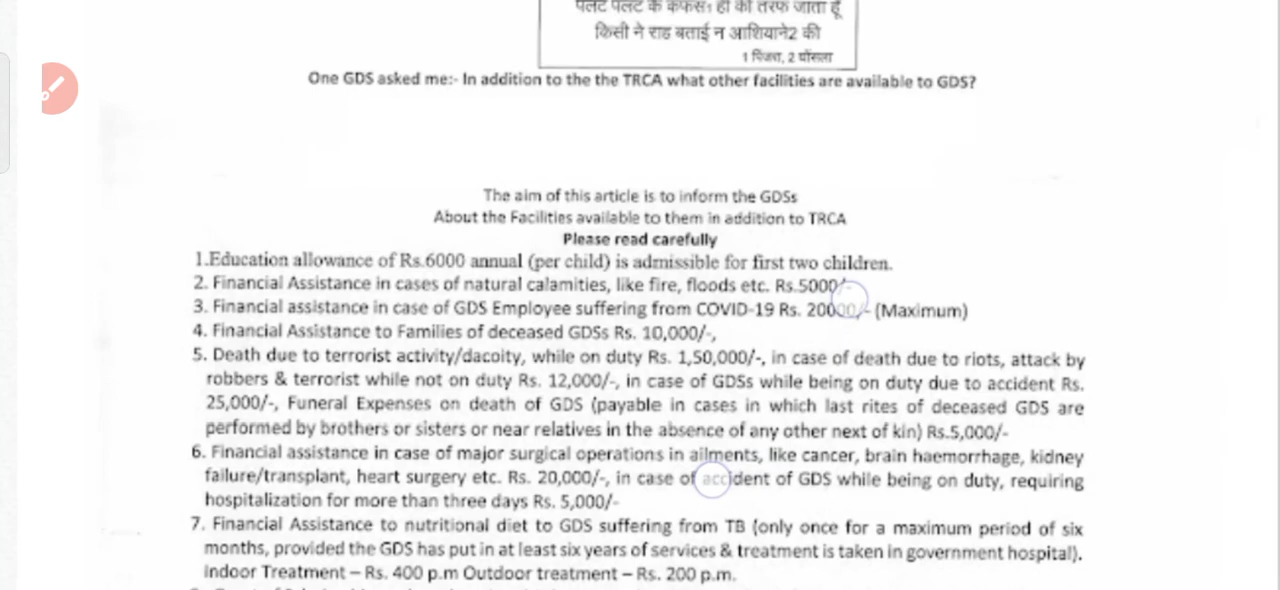 पलट पलट के कफस1 ही की तरफ जाता हूँ
किसी ने राह बताई न आशियाने2 की
1 पिंजरा, 2 घोंसला
One GDS asked me:- In addition to the the TRCA what other facilities are available to GDS?
The aim of this article is to inform the GDSs
About the Facilities available to them in addition to TRCA
Please read carefully
1.Education allowance of Rs.6000 annual (per child) is admissible for first two children.
2. Financial Assistance in cases of natural calamities, like fire, floods etc. Rs.5000/-
3. Financial assistance in case of GDS Employee suffering from COVID-19 Rs. 20000/- (Maximum)
4. Financial Assistance to Families of deceased GDSs Rs. 10,000/-,
5. Death due to terrorist activity/dacoity, while on duty Rs. 1,50,000/-, in case of death due to riots, attack by
robbers & terrorist while not on duty Rs. 12,000/-, in case of GDSs while being on duty due to accident Rs.
25,000/-, Funeral Expenses on death of GDS (payable in cases in which last rites of deceased GDS are
performed by brothers or sisters or near relatives in the absence of any other next of kin) Rs.5,000/-
6. Financial assistance in case of major surgical operations in ailments, like cancer, brain haemorrhage, kidney
failure/transplant, heart surgery etc. Rs. 20,000/-, in case of accident of GDS while being on duty, requiring
hospitalization for more than three days Rs. 5,000/-
7. Financial Assistance to nutritional diet to GDS suffering from TB (only once for a maximum period of six
months, provided the GDS has put in at least six years of services & treatment is taken in government hospital).
Indoor Treatment – Rs. 400 p.m Outdoor treatment – Rs. 200 p.m.